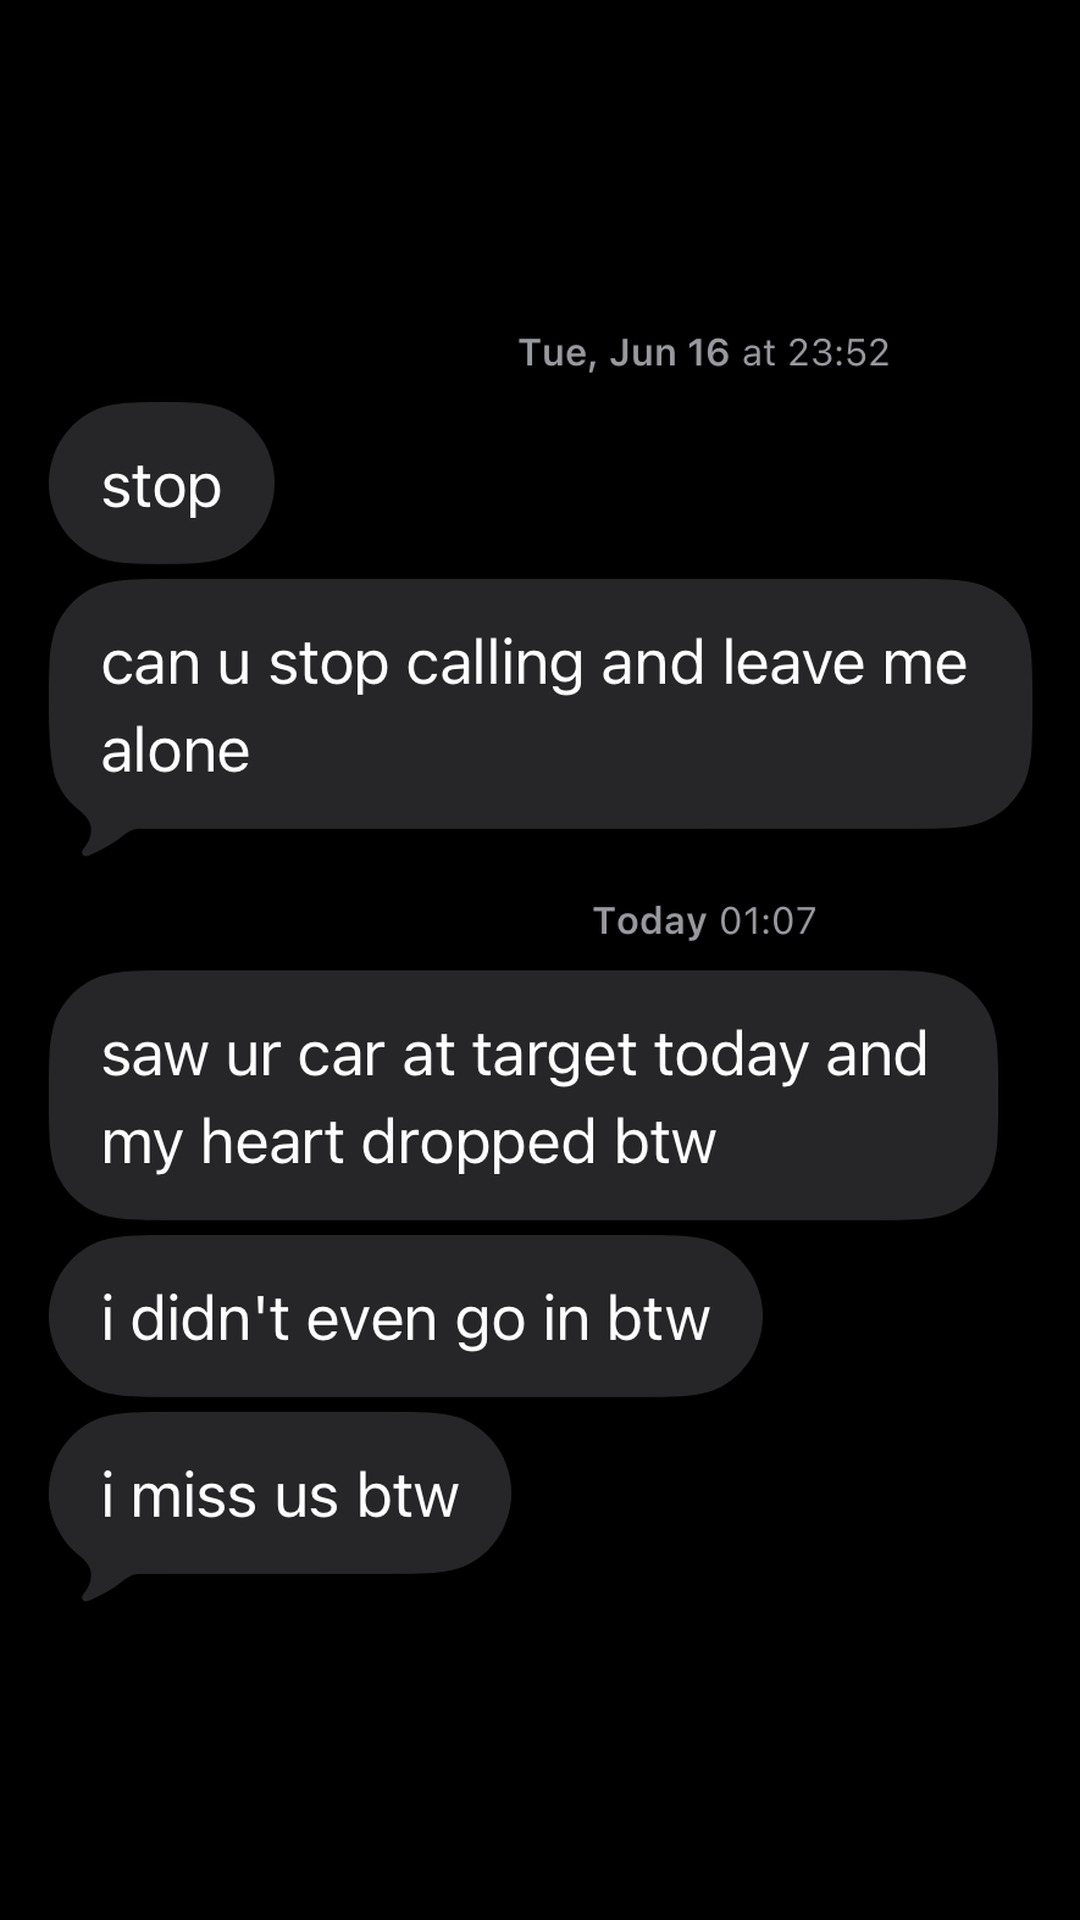 Tue, Jun 16 at 23:52
stop
can u stop calling and leave me
alone
Today 01:07
saw ur car at target today and
my heart dropped btw
i didn't even go in btw
i miss us btw